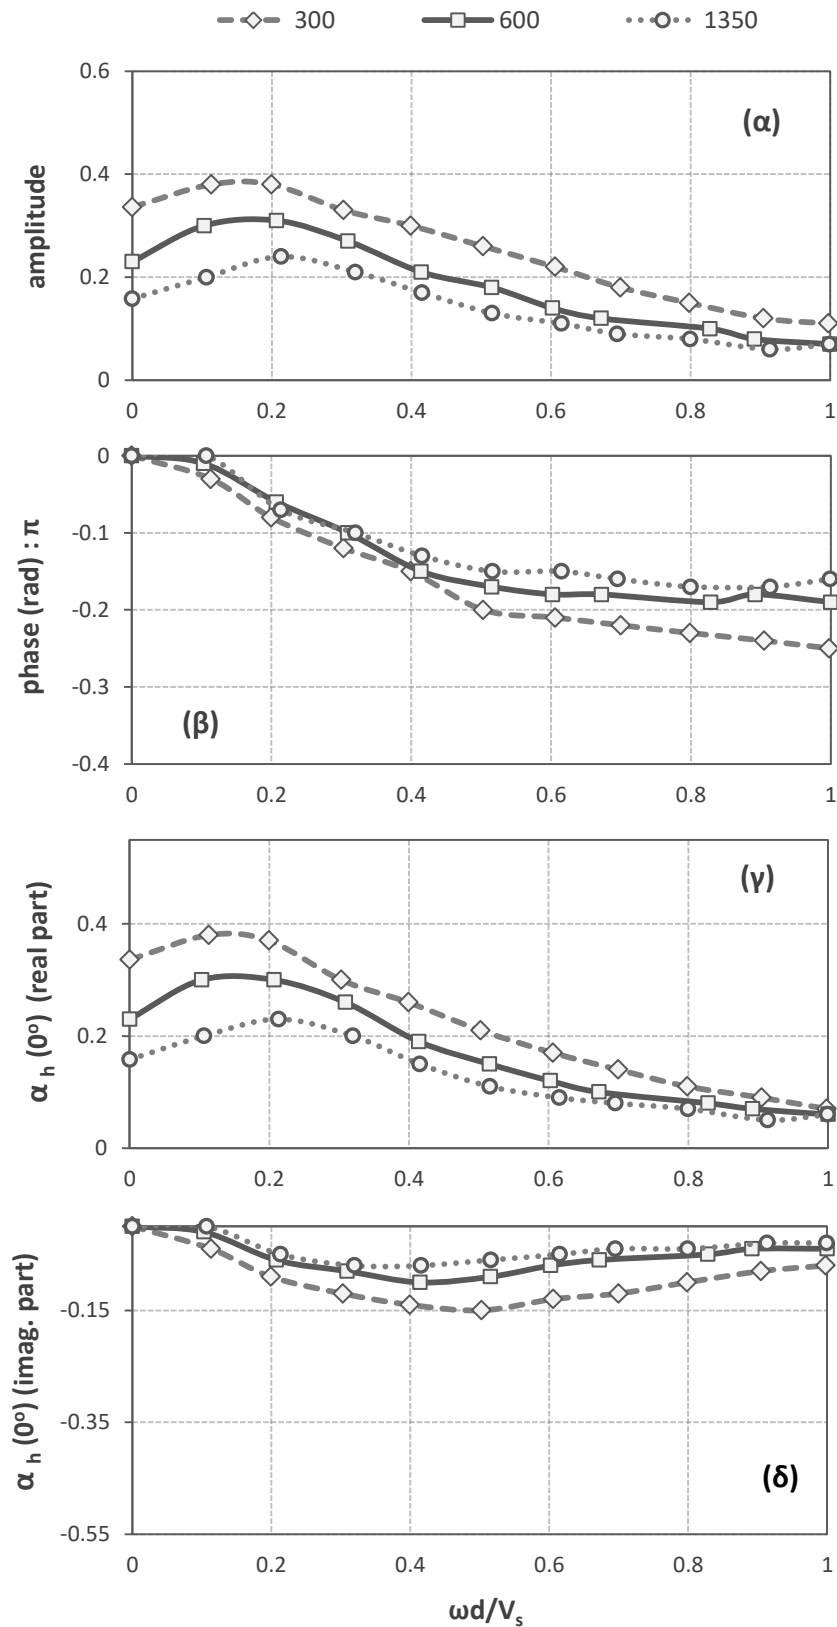 300 600 1350
0.6
0.4
0.2
0
amplitude
(α)
0 0.2 0.4 0.6 0.8 1
0
-0.1
-0.2
-0.3
-0.4
phase (rad) : π
(β)
0 0.2 0.4 0.6 0.8 1
0.4
0.2
0
α h (0º) (real part)
(γ)
0 0.2 0.4 0.6 0.8 1
-0.15
-0.35
-0.55
α h (0º) (imag. part)
(δ)
0 0.2 0.4 0.6 0.8 1
ωd/Vs